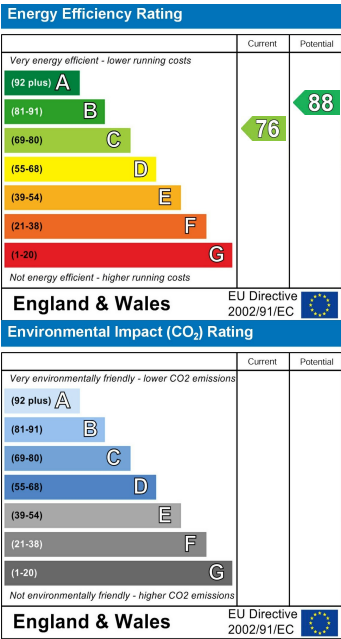 Energy Efficiency Rating
Current Potential
Very energy efficient - lower running costs
(92 plus) A
(81-91) B
88
(69-80) C
76
(55-68) D
(39-54) E
(21-38) F
(1-20) G
Not energy efficient - higher running costs
England & Wales
EU Directive
2002/91/EC
Environmental Impact (CO₂) Rating
Current Potential
Very environmentally friendly - lower CO2 emissions
(92 plus) A
(81-91) B
(69-80) C
(55-68) D
(39-54) E
(21-38) F
(1-20) G
Not environmentally friendly - higher CO2 emissions
England & Wales
EU Directive
2002/91/EC